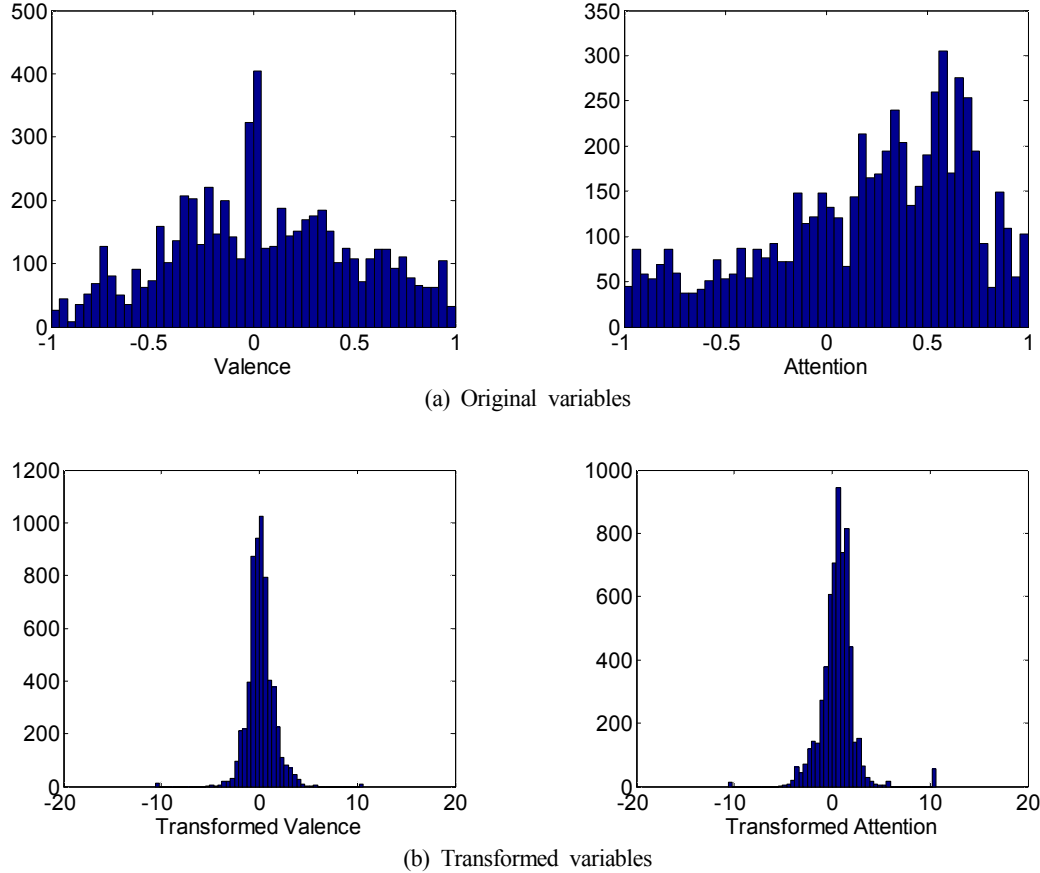 500
400
300
200
100
0
-1 -0.5 0 0.5 1
Valence
350
300
250
200
150
100
50
0
-1 -0.5 0 0.5 1
Attention
(a) Original variables
1200
1000
800
600
400
200
0
-20 -10 0 10 20
Transformed Valence
1000
800
600
400
200
0
-20 -10 0 10 20
Transformed Attention
(b) Transformed variables